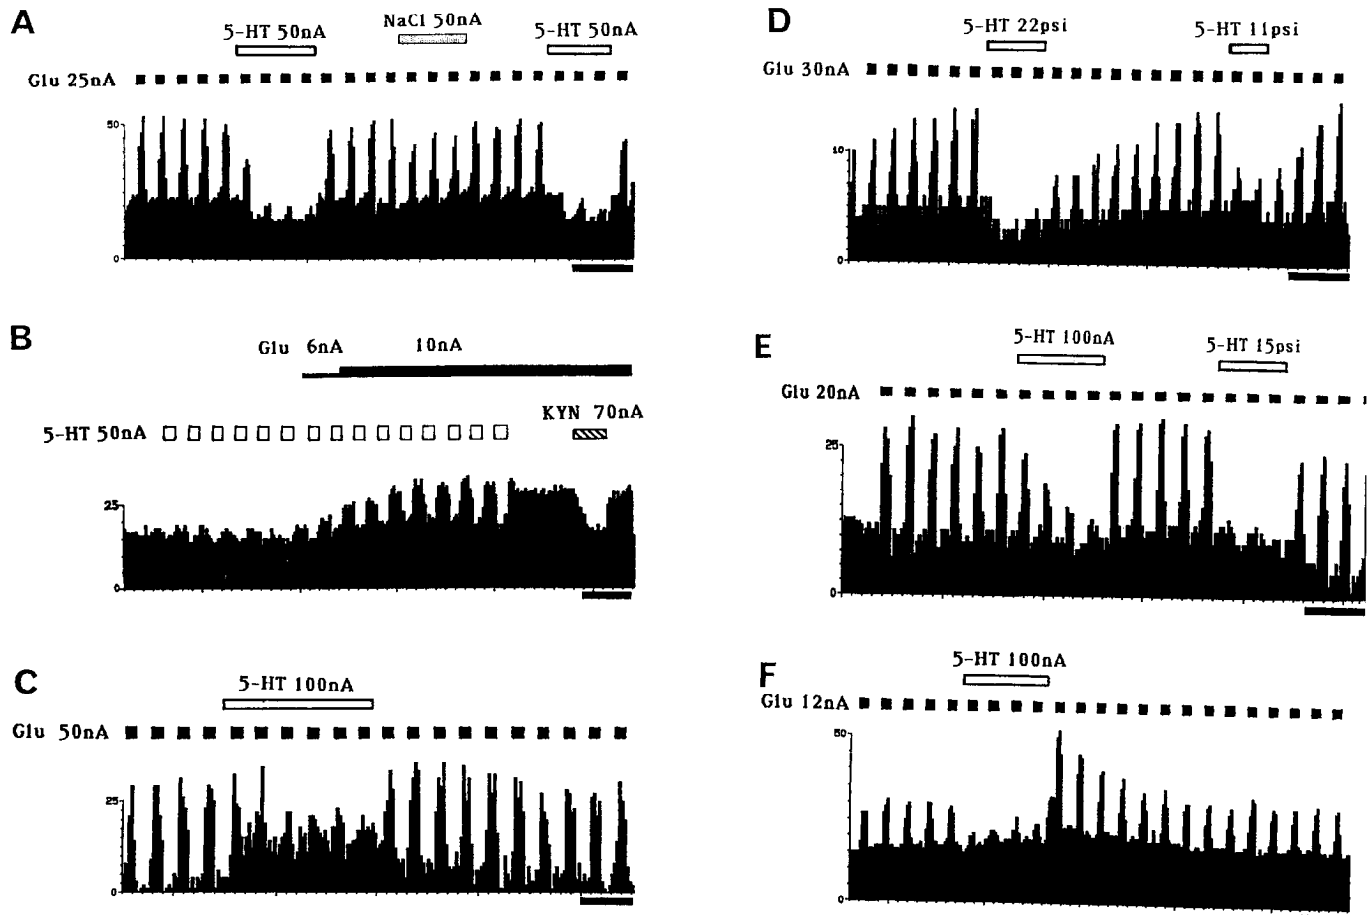 A
5-HT 50nA
NaCl 50nA
5-HT 50nA
Glu 25nA
50
0
B
Glu 6nA 10nA
KYN 70nA
5-HT 50nA
25
0
C
5-HT 100nA
Glu 50nA
25
0
D
5-HT 22psi
5-HT 11psi
Glu 30nA
10
0
E
5-HT 100nA
5-HT 15psi
Glu 20nA
25
0
F
5-HT 100nA
Glu 12nA
50
0